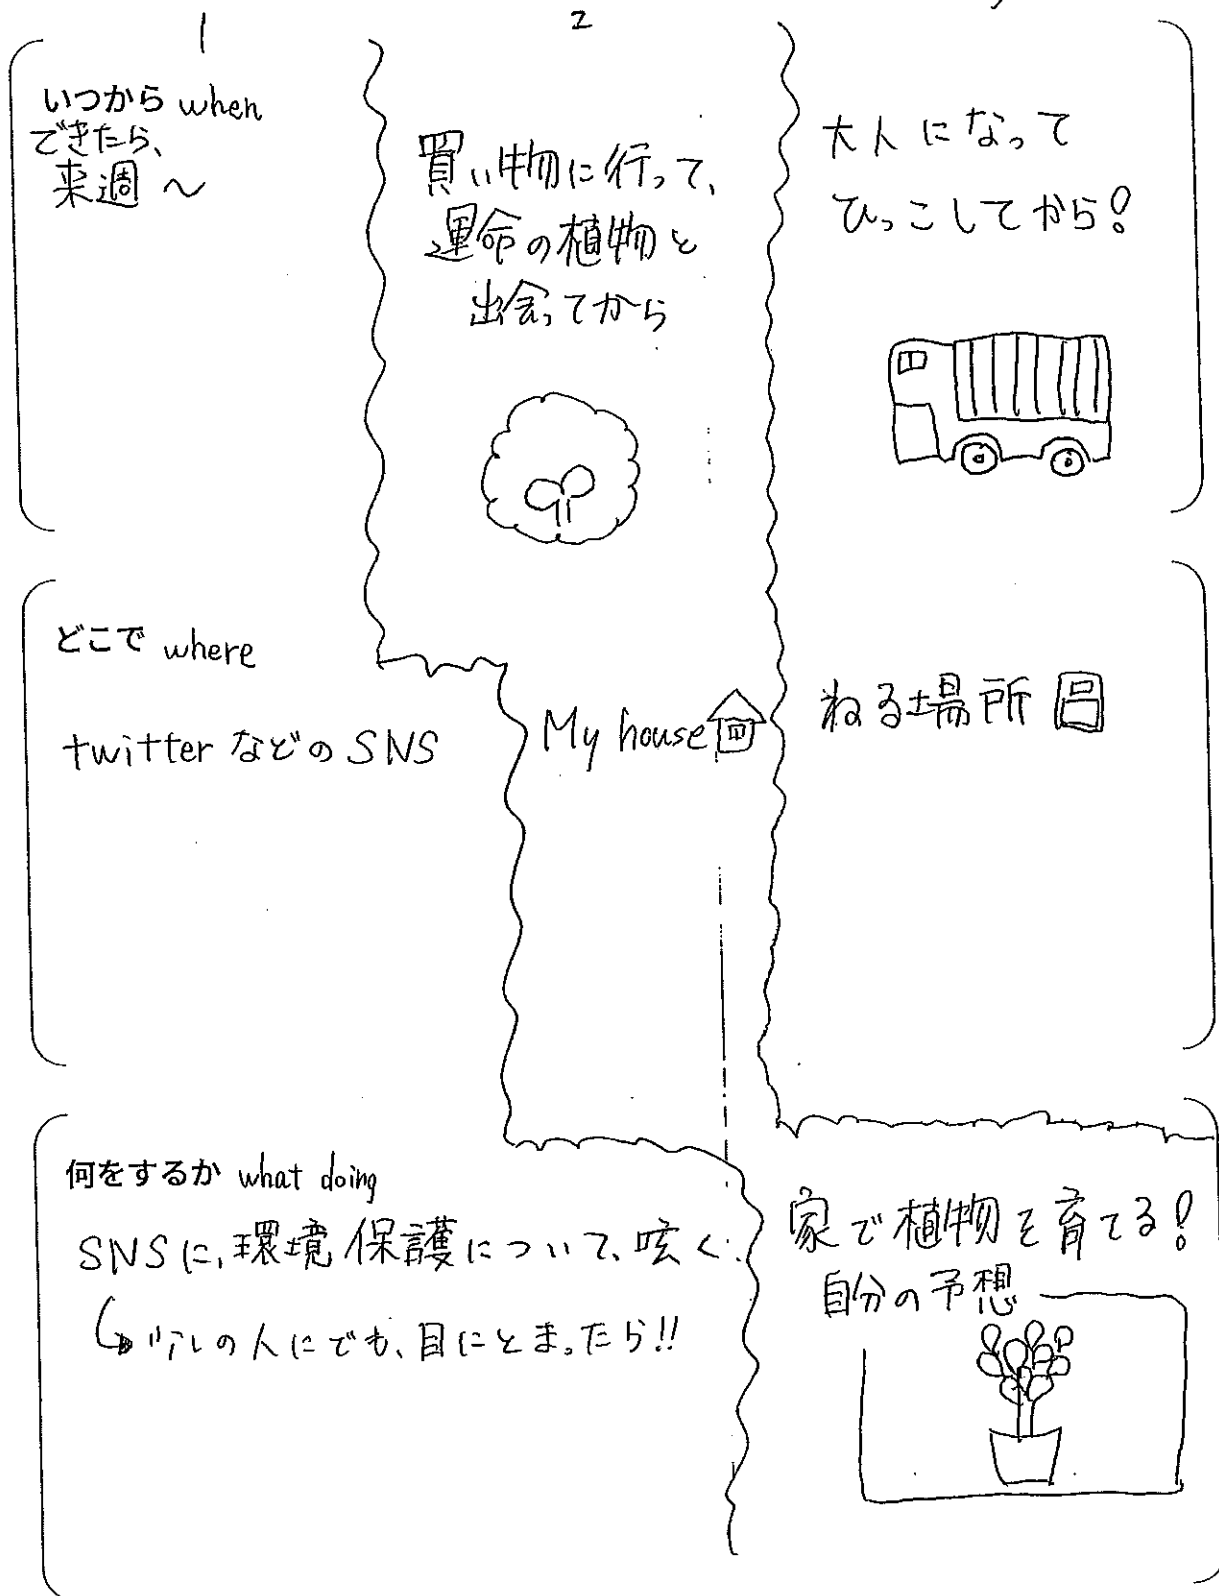 1
2
いつから when
できたら、
来週 〜
買い物に行って、
運命の植物と
出会ってから
大人になって
ひっこしてから!
どこで where
twitter などの SNS
My house
ねる場所
何をするか what doing
SNSに、環境保護について、呟く。
少しの人にでも、目にとまったら!!
家で植物を育てる!
自分の予想